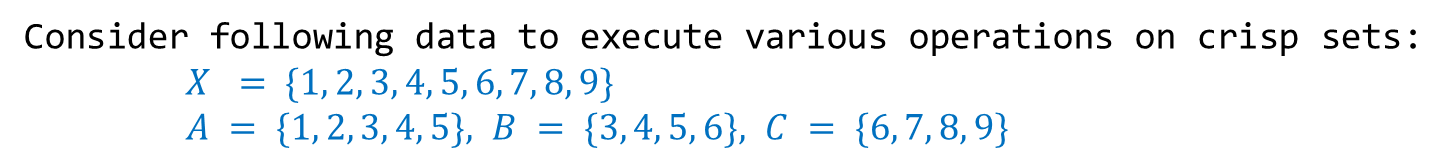 Consider following data to execute various operations on crisp sets:
X = {1, 2, 3, 4, 5, 6, 7, 8, 9}
A = {1, 2, 3, 4, 5}, B = {3, 4, 5, 6}, C = {6, 7, 8, 9}